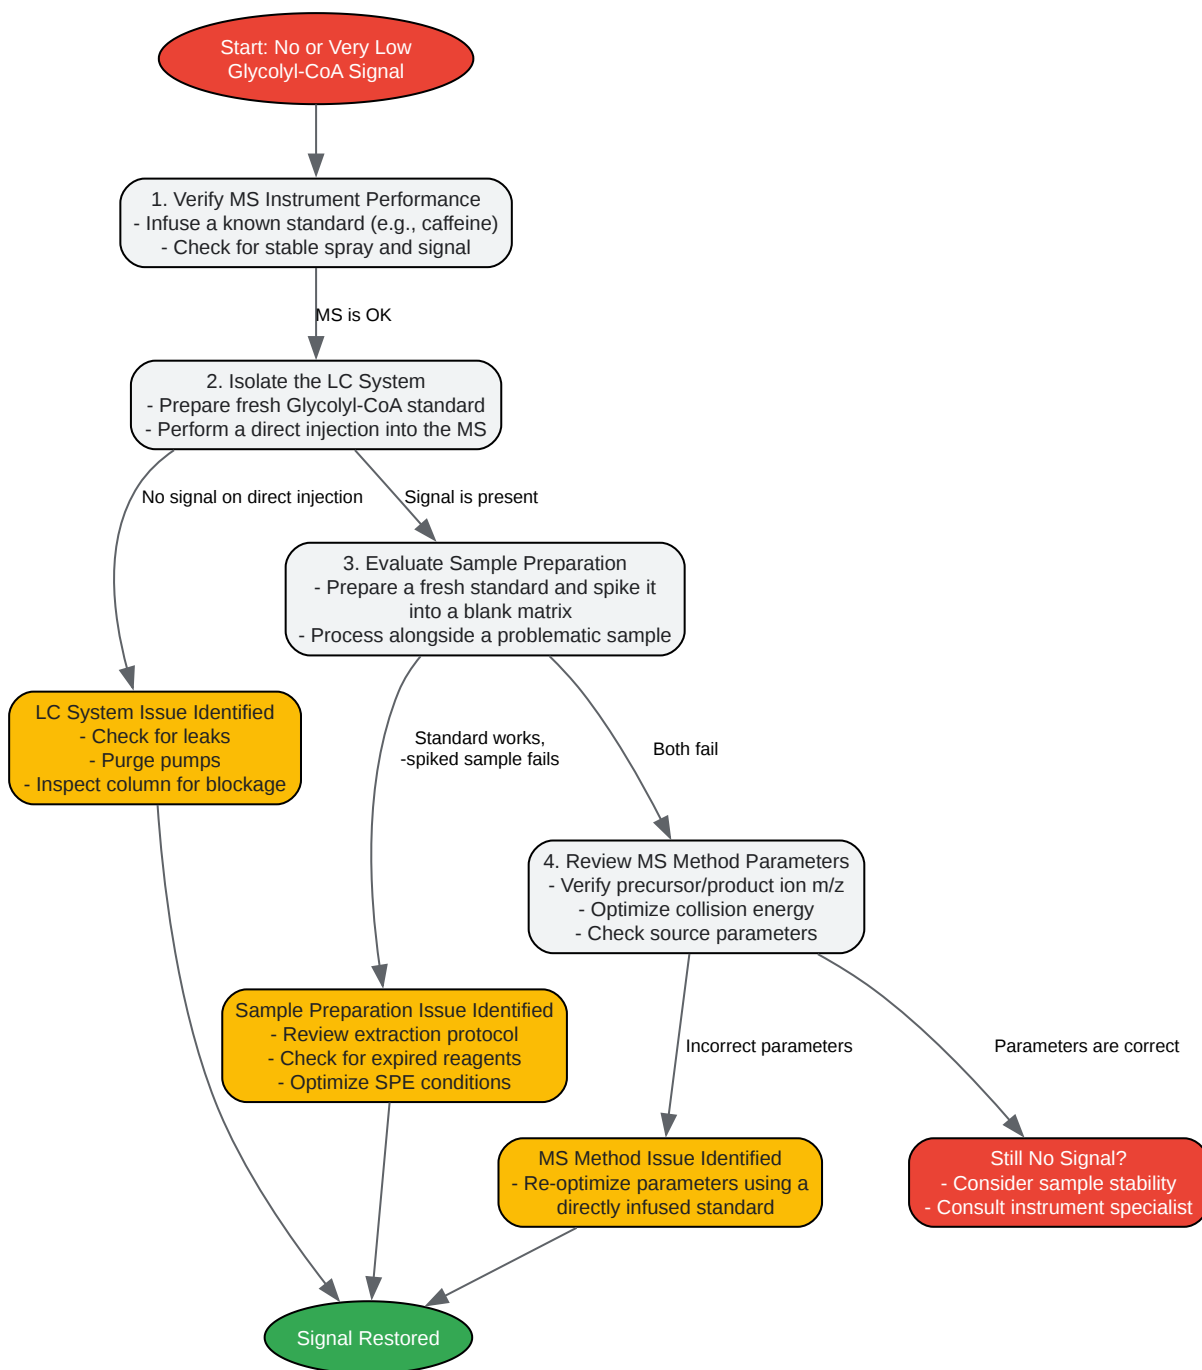 Start: No or Very Low
Glycolyl-CoA Signal
1. Verify MS Instrument Performance
- Infuse a known standard (e.g., caffeine)
- Check for stable spray and signal
MS is OK
2. Isolate the LC System
- Prepare fresh Glycolyl-CoA standard
- Perform a direct injection into the MS
No signal on direct injection
Signal is present
3. Evaluate Sample Preparation
- Prepare a fresh standard and spike it
into a blank matrix
- Process alongside a problematic sample
LC System Issue Identified
- Check for leaks
- Purge pumps
- Inspect column for blockage
Standard works,
-spiked sample fails
Both fail
4. Review MS Method Parameters
- Verify precursor/product ion m/z
- Optimize collision energy
- Check source parameters
Sample Preparation Issue Identified
- Review extraction protocol
- Check for expired reagents
- Optimize SPE conditions
Incorrect parameters
Parameters are correct
MS Method Issue Identified
- Re-optimize parameters using a
directly infused standard
Still No Signal?
- Consider sample stability
- Consult instrument specialist
Signal Restored